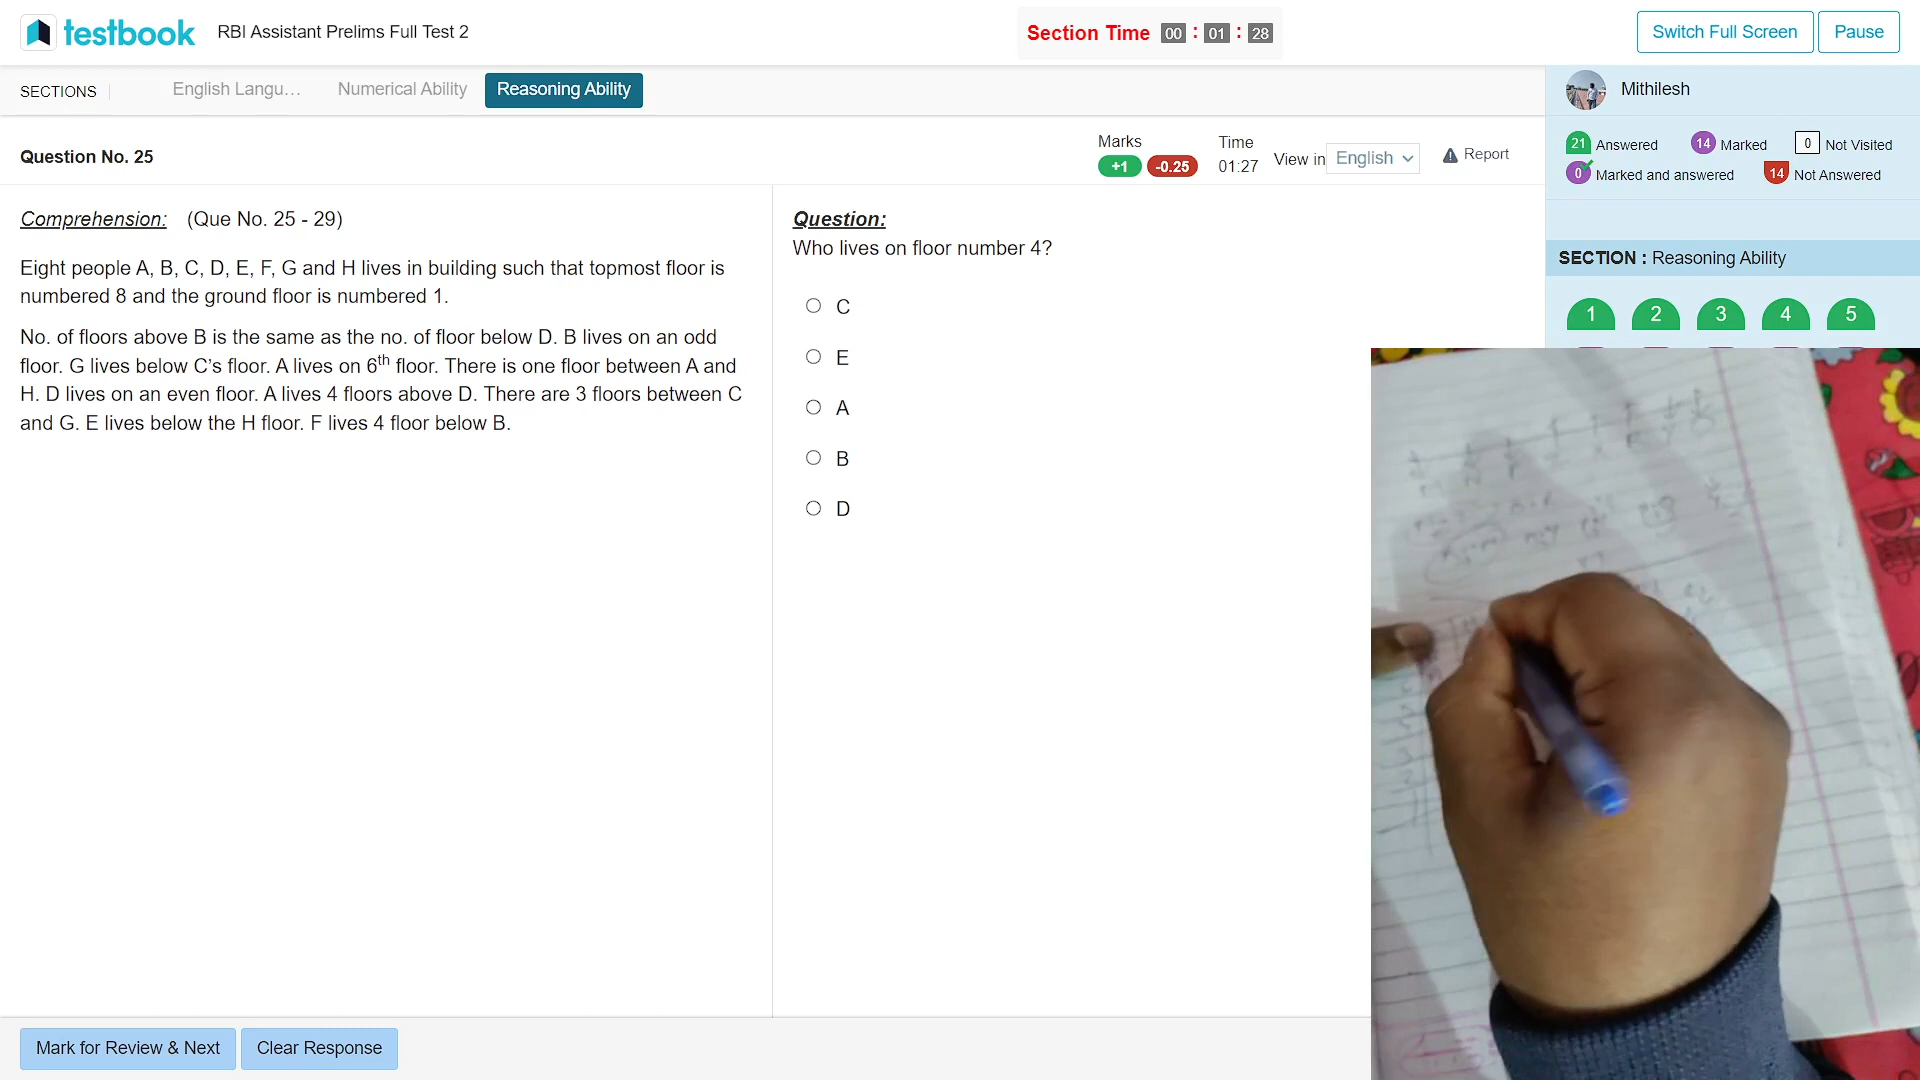 testbook RBI Assistant Prelims Full Test 2 Section Time 00 : 01 : 28 Switch Full Screen Pause
SECTIONS English Langu... Numerical Ability Reasoning Ability
Mithilesh
Question No. 25
Marks
+1 -0.25
Time
01:27
View in English
Report
21 Answered 14 Marked 0 Not Visited
0 Marked and answered 14 Not Answered
Comprehension: (Que No. 25 - 29)
Eight people A, B, C, D, E, F, G and H lives in building such that topmost floor is
numbered 8 and the ground floor is numbered 1.
No. of floors above B is the same as the no. of floor below D. B lives on an odd
floor. G lives below C's floor. A lives on 6th floor. There is one floor between A and
H. D lives on an even floor. A lives 4 floors above D. There are 3 floors between C
and G. E lives below the H floor. F lives 4 floor below B.
Question:
Who lives on floor number 4?
C
E
A
B
D
SECTION : Reasoning Ability
1 2 3 4 5
Mark for Review & Next Clear Response